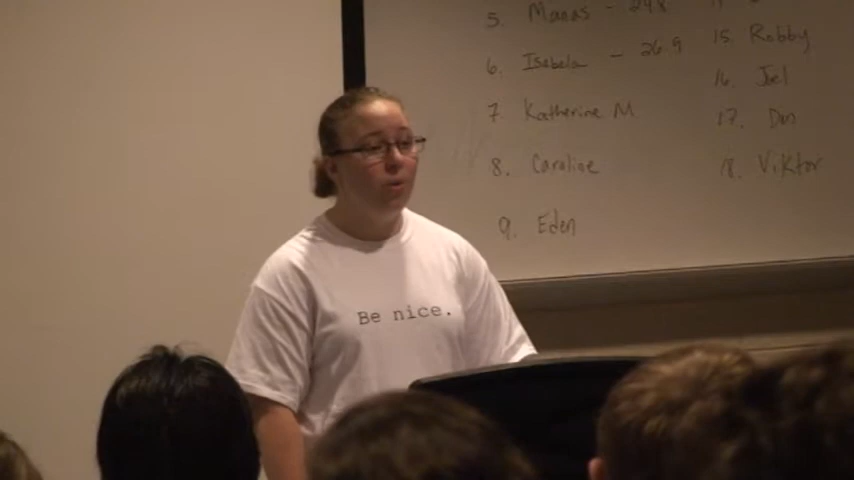 5. Manas - 24.8
6. Isabela - 26.9
7. Katherine M
8. Caroline
9. Eden
15. Robby
16. Joel
17. Dan
18. Viktor
Be nice.